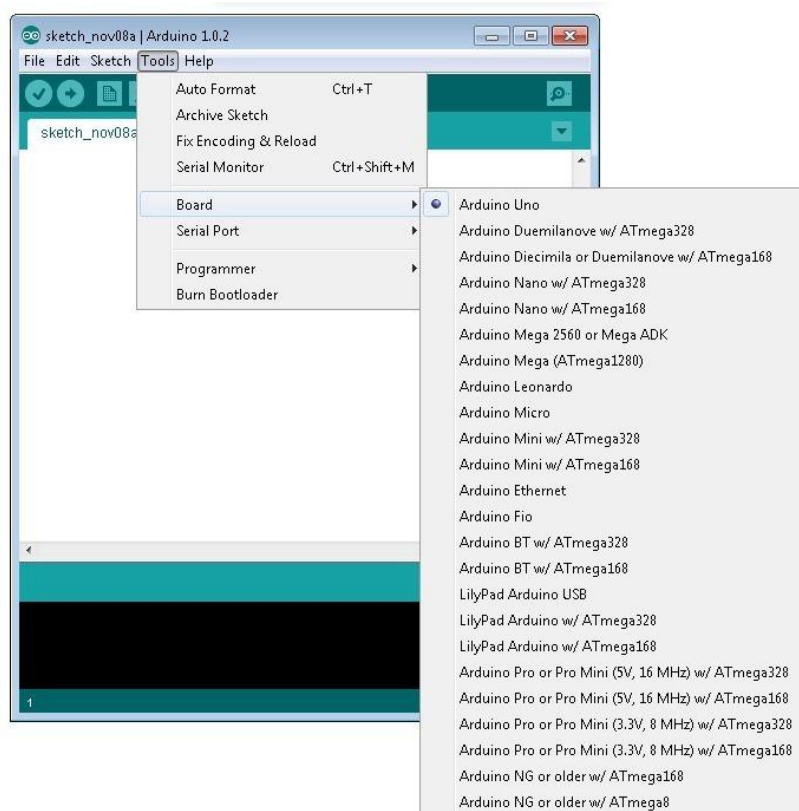 sketch_nov08a | Arduino 1.0.2
File Edit Sketch Tools Help
sketch_nov08a
Auto Format Ctrl+T
Archive Sketch
Fix Encoding & Reload
Serial Monitor Ctrl+Shift+M
Board
Serial Port
Programmer
Burn Bootloader
Arduino Uno
Arduino Duemilanove w/ ATmega328
Arduino Diecimila or Duemilanove w/ ATmega168
Arduino Nano w/ ATmega328
Arduino Nano w/ ATmega168
Arduino Mega 2560 or Mega ADK
Arduino Mega (ATmega1280)
Arduino Leonardo
Arduino Micro
Arduino Mini w/ ATmega328
Arduino Mini w/ ATmega168
Arduino Ethernet
Arduino Fio
Arduino BT w/ ATmega328
Arduino BT w/ ATmega168
LilyPad Arduino USB
LilyPad Arduino w/ ATmega328
LilyPad Arduino w/ ATmega168
Arduino Pro or Pro Mini (5V, 16 MHz) w/ ATmega328
Arduino Pro or Pro Mini (5V, 16 MHz) w/ ATmega168
Arduino Pro or Pro Mini (3.3V, 8 MHz) w/ ATmega328
Arduino Pro or Pro Mini (3.3V, 8 MHz) w/ ATmega168
Arduino NG or older w/ ATmega168
Arduino NG or older w/ ATmega8
1